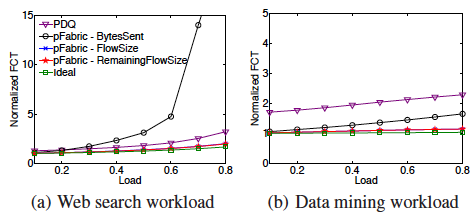 PDQ
pFabric - BytesSent
pFabric - FlowSize
pFabric - RemainingFlowSize
Ideal
Normalized FCT
15
10
5
0
0.2 0.4 0.6 0.8
Load
(a) Web search workload
Normalized FCT
5
4
3
2
1
0
0.2 0.4 0.6 0.8
Load
(b) Data mining workload